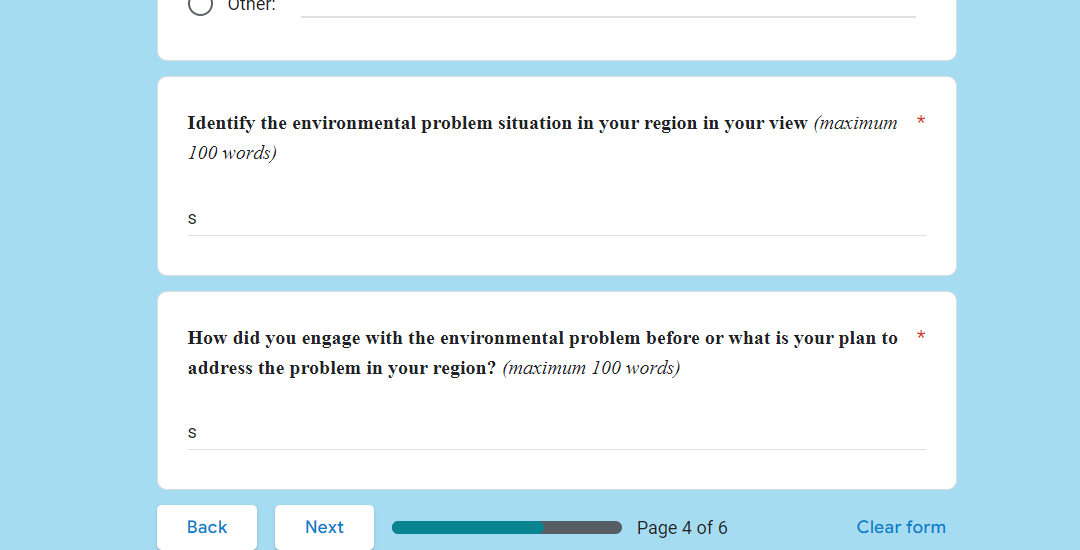 Other:
Identify the environmental problem situation in your region in your view (maximum *
100 words)
s
How did you engage with the environmental problem before or what is your plan to *
address the problem in your region? (maximum 100 words)
s
Back Next Page 4 of 6 Clear form